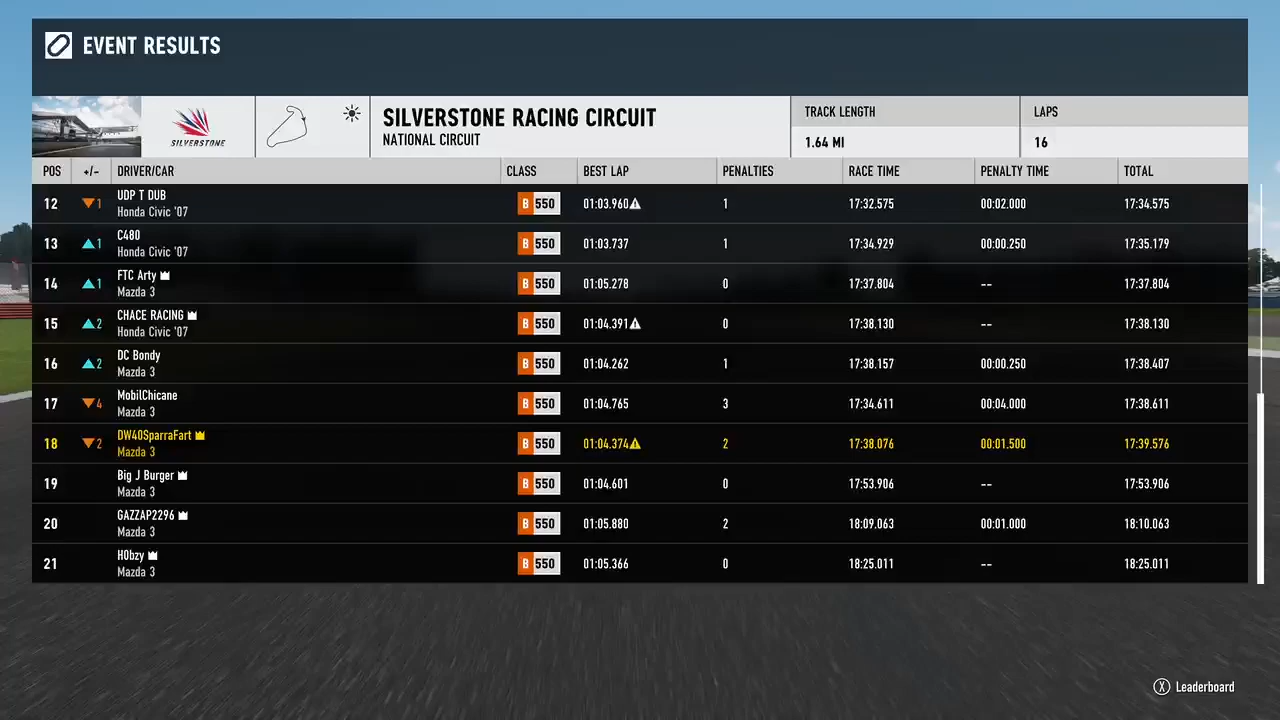 EVENT RESULTS
SILVERSTONE
SILVERSTONE RACING CIRCUIT
NATIONAL CIRCUIT
TRACK LENGTH
1.64 MI
LAPS
16
POS +/- DRIVER/CAR CLASS BEST LAP PENALTIES RACE TIME PENALTY TIME TOTAL
12 1 UDP T DUB B 550 01:03.960 1 17:32.575 00:02.000 17:34.575
Honda Civic '07
13 1 C480 B 550 01:03.737 1 17:34.929 00:00.250 17:35.179
Honda Civic '07
14 1 FTC Arty B 550 01:05.278 0 17:37.804 -- 17:37.804
Mazda 3
15 2 CHACE RACING B 550 01:04.391 0 17:38.130 -- 17:38.130
Honda Civic '07
16 2 DC Bondy B 550 01:04.262 1 17:38.157 00:00.250 17:38.407
Mazda 3
17 4 MobilChicane B 550 01:04.765 3 17:34.611 00:04.000 17:38.611
Mazda 3
18 2 DW40SparraFart B 550 01:04.374 2 17:38.076 00:01.500 17:39.576
Mazda 3
19 Big J Burger B 550 01:04.601 0 17:53.906 -- 17:53.906
Mazda 3
20 GAZZAP2296 B 550 01:05.880 2 18:09.063 00:01.000 18:10.063
Mazda 3
21 H0bzy B 550 01:05.366 0 18:25.011 -- 18:25.011
Mazda 3
X Leaderboard